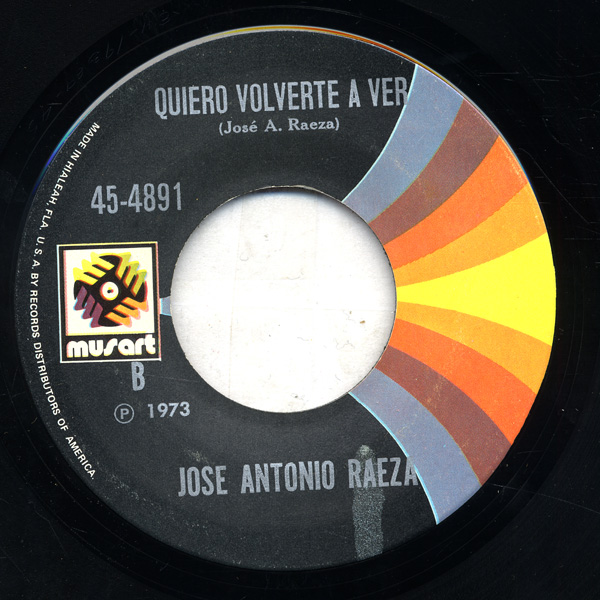 QUIERO VOLVERTE A VER
(José A. Raeza)
45-4891
musart
B
Ⓟ 1973
JOSE ANTONIO RAEZA
MADE IN HIALEAH, FLA. U.S.A. BY RECORDS DISTRIBUTORS OF AMERICA.